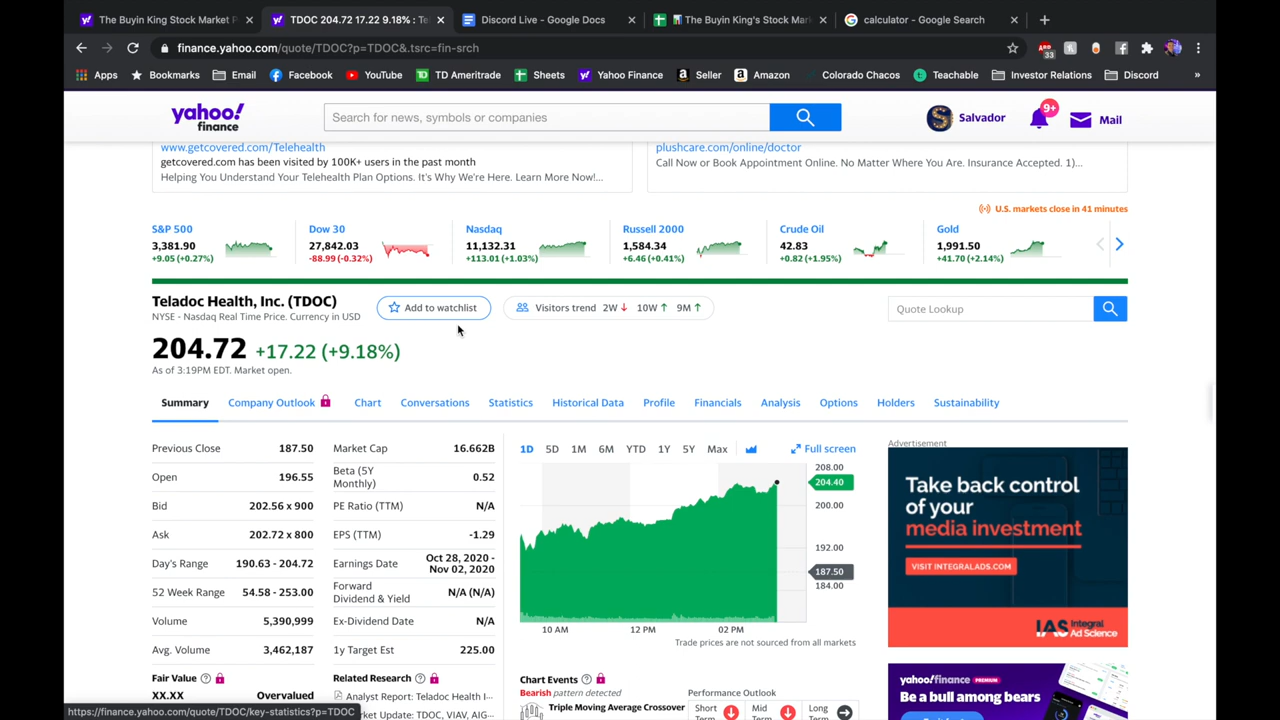 The Buyin King Stock Market P
TDOC 204.72 17.22 9.18% : Te
Discord Live - Google Docs
The Buyin King's Stock Mark
calculator - Google Search
finance.yahoo.com/quote/TDOC?p=TDOC&.tsrc=fin-srch
33
Apps
Bookmarks
Email
Facebook
YouTube
TD Ameritrade
Sheets
Yahoo Finance
Seller
Amazon
Colorado Chacos
Teachable
Investor Relations
Discord
»
yahoo!
finance
Search for news, symbols or companies
Salvador
9+
Mail
www.getcovered.com/Telehealth
getcovered.com has been visited by 100K+ users in the past month
Helping You Understand Your Telehealth Plan Options. It's Why We're Here. Learn More Now!...
plushcare.com/online/doctor
Call Now or Book Appointment Online. No Matter Where You Are. Insurance Accepted. 1)...
U.S. markets close in 41 minutes
S&P 500
3,381.90
+9.05 (+0.27%)
Dow 30
27,842.03
-88.99 (-0.32%)
Nasdaq
11,132.31
+113.01 (+1.03%)
Russell 2000
1,584.34
+6.46 (+0.41%)
Crude Oil
42.83
+0.82 (+1.95%)
Gold
1,991.50
+41.70 (+2.14%)
Teladoc Health, Inc. (TDOC)
NYSE - Nasdaq Real Time Price. Currency in USD
Add to watchlist
Visitors trend 2W 10W 9M
Quote Lookup
204.72 +17.22 (+9.18%)
As of 3:19PM EDT. Market open.
Summary Company Outlook Chart Conversations Statistics Historical Data Profile Financials Analysis Options Holders Sustainability
Previous Close 187.50
Open 196.55
Bid 202.56 x 900
Ask 202.72 x 800
Day's Range 190.63 - 204.72
52 Week Range 54.58 - 253.00
Volume 5,390,999
Avg. Volume 3,462,187
Market Cap 16.662B
Beta (5Y Monthly) 0.52
PE Ratio (TTM) N/A
EPS (TTM) -1.29
Earnings Date Oct 28, 2020 - Nov 02, 2020
Forward Dividend & Yield N/A (N/A)
Ex-Dividend Date N/A
1y Target Est 225.00
1D 5D 1M 6M YTD 1Y 5Y Max
Full screen
208.00
204.40
200.00
192.00
187.50
184.00
10 AM 12 PM 02 PM
Trade prices are not sourced from all markets
Advertisement
Take back control
of your
media investment
VISIT INTEGRALADS.COM
IAS Integral
Ad Science
Fair Value
XX.XX Overvalued
Related Research
Analyst Report: Teladoc Health I...
Market Update: TDOC, VIAV, AIG...
Chart Events
Bearish pattern detected
Triple Moving Average Crossover
Performance Outlook
Short
Term
Mid
Term
Long
Term
yahoo!finance PREMIUM
Be a bull among bears
https://finance.yahoo.com/quote/TDOC/key-statistics?p=TDOC